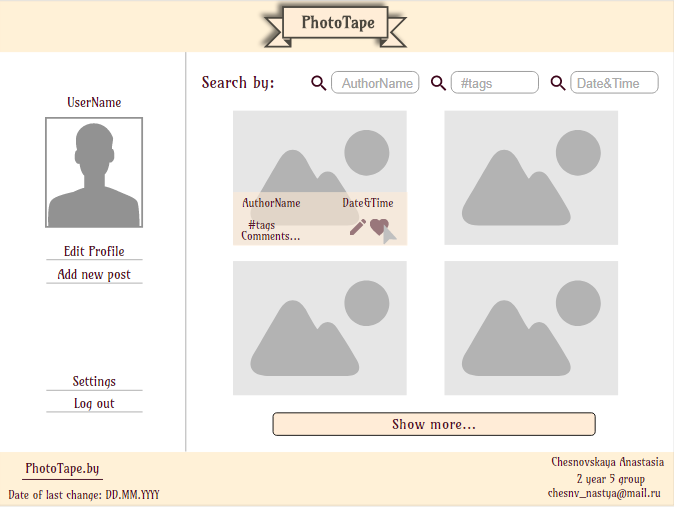 PhotoTape
UserName
Edit Profile
Add new post
Settings
Log out
Search by:
AuthorName
#tags
Date&Time
AuthorName
Date&Time
#tags
Comments...
Show more...
PhotoTape.by
Date of last change: DD.MM.YYYY
Chesnovskaya Anastasia
2 year 5 group
chesnv_nastya@mail.ru